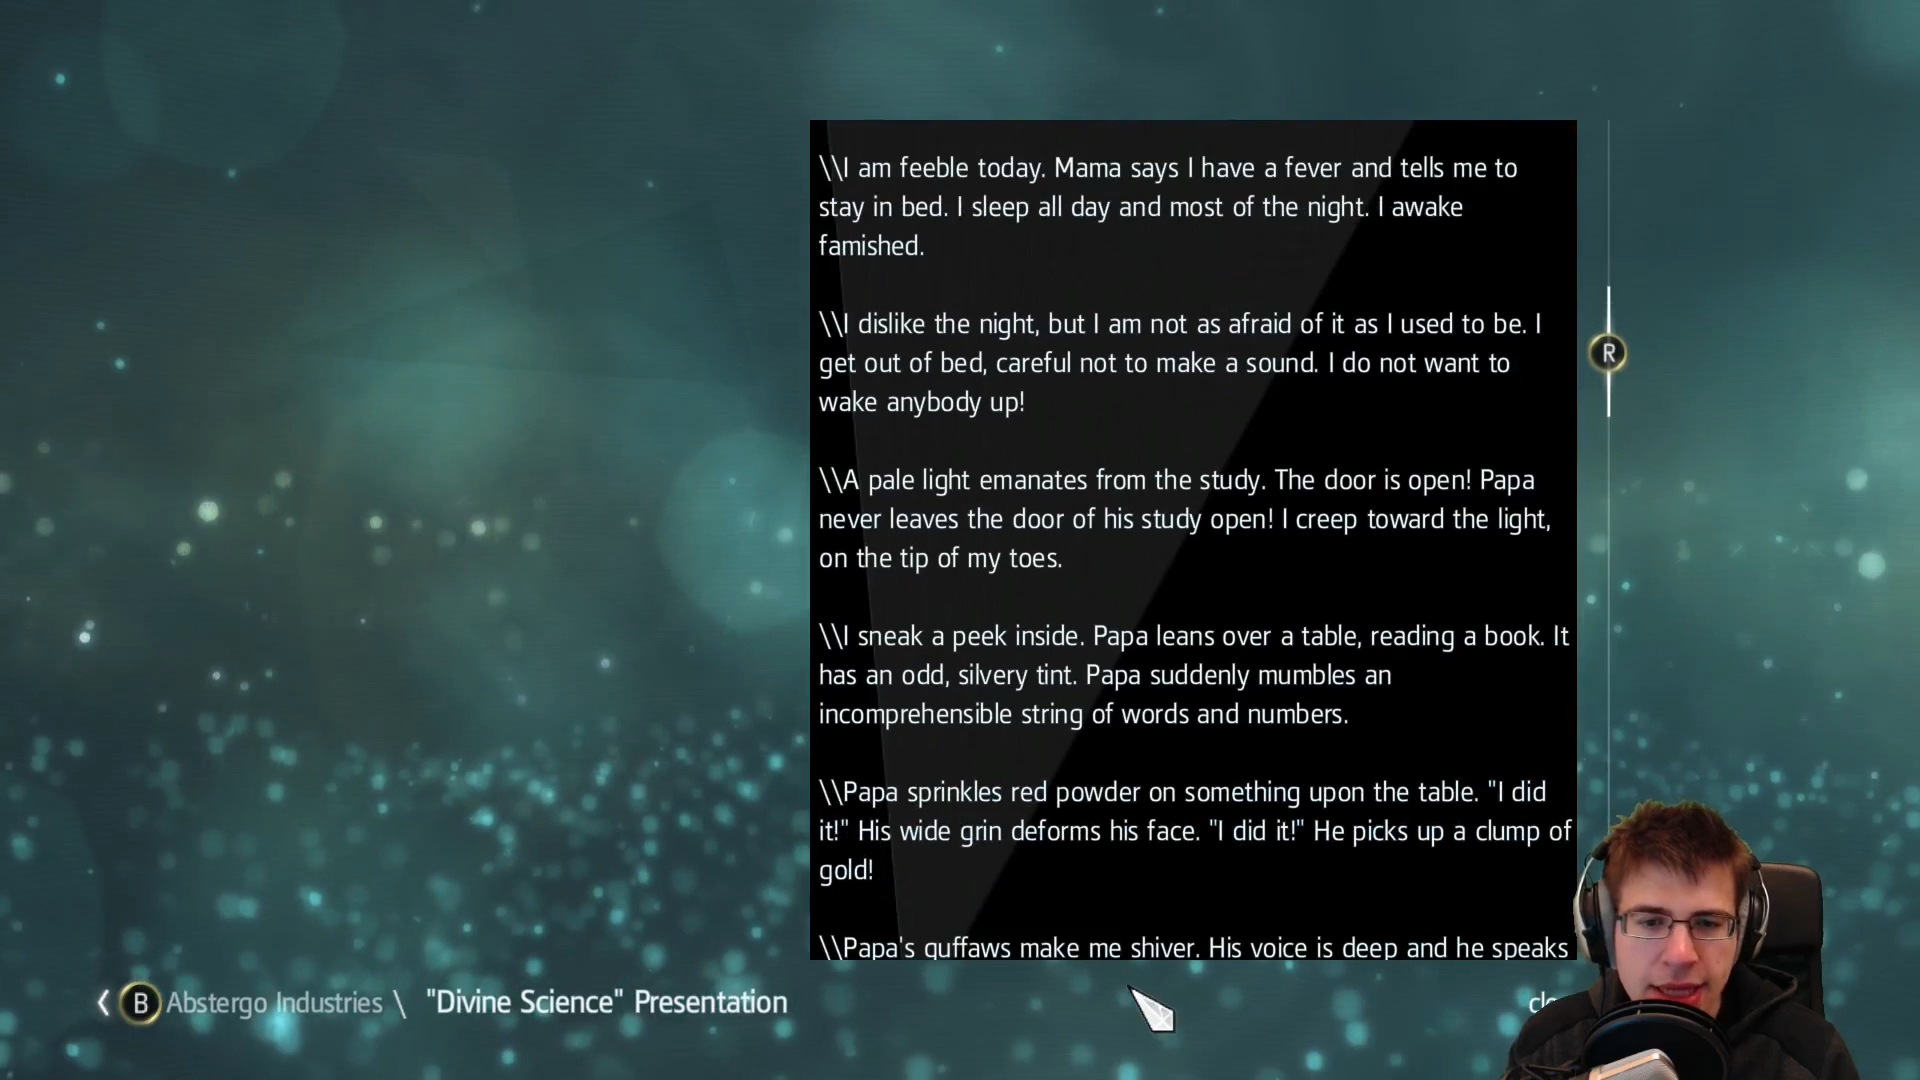 \\I am feeble today. Mama says I have a fever and tells me to
stay in bed. I sleep all day and most of the night. I awake
famished.
\\I dislike the night, but I am not as afraid of it as I used to be. I
get out of bed, careful not to make a sound. I do not want to
wake anybody up!
\\A pale light emanates from the study. The door is open! Papa
never leaves the door of his study open! I creep toward the light,
on the tip of my toes.
\\I sneak a peek inside. Papa leans over a table, reading a book. It
has an odd, silvery tint. Papa suddenly mumbles an
incomprehensible string of words and numbers.
\\Papa sprinkles red powder on something upon the table. "I did
it!" His wide grin deforms his face. "I did it!" He picks up a clump of
gold!
\\Papa's guffaws make me shiver. His voice is deep and he speaks
R
B Abstergo Industries \ "Divine Science" Presentation